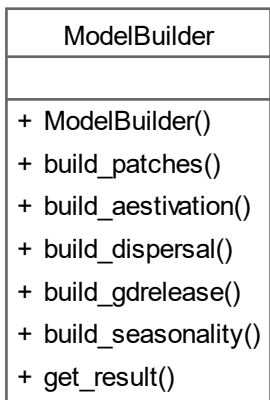 ModelBuilder
+ ModelBuilder()
+ build_patches()
+ build_aestivation()
+ build_dispersal()
+ build_gdrelease()
+ build_seasonality()
+ get_result()